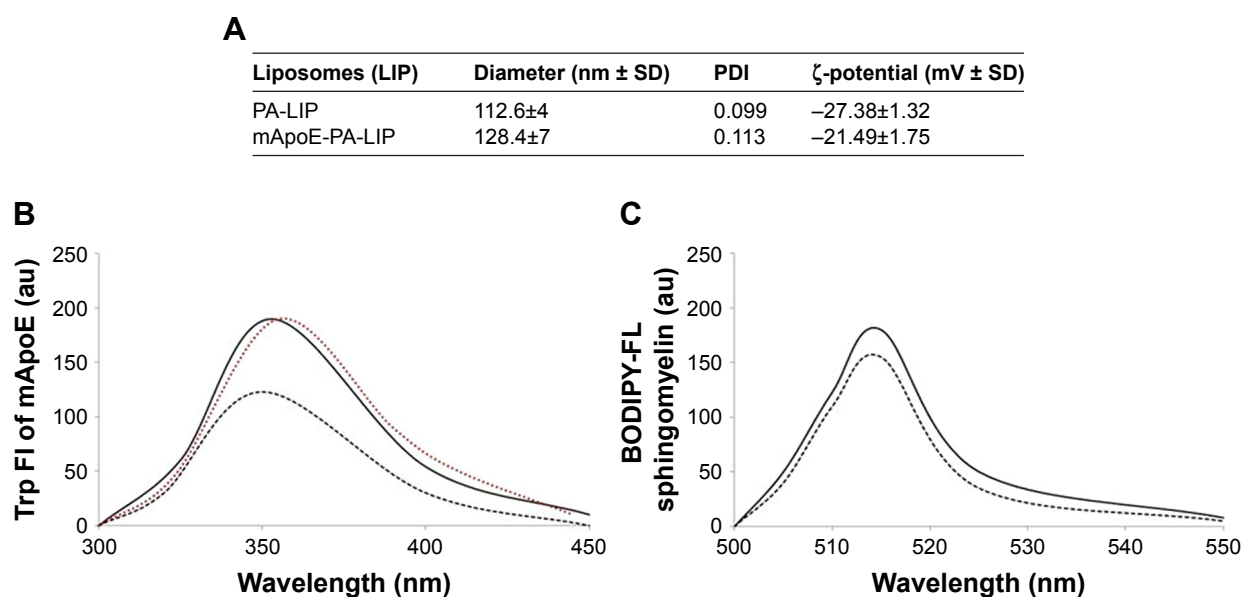 A
Liposomes (LIP) Diameter (nm ± SD) PDI ζ-potential (mV ± SD)
PA-LIP 112.6±4 0.099 –27.38±1.32
mApoE-PA-LIP 128.4±7 0.113 –21.49±1.75
B
Trp FI of mApoE (au)
250
200
150
100
50
0
300 350 400 450
Wavelength (nm)
C
BODIPY-FL
sphingomyelin (au)
250
200
150
100
50
0
500 510 520 530 540 550
Wavelength (nm)